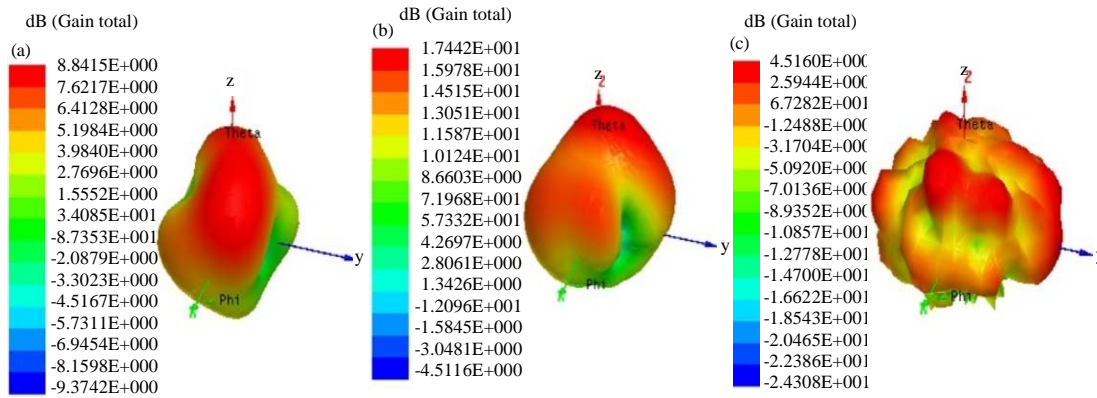 dB (Gain total)
(a)
8.8415E+000
7.6217E+000
6.4128E+000
5.1984E+000
3.9840E+000
2.7696E+000
1.5552E+000
3.4085E+001
-8.7353E+001
-2.0879E+000
-3.3023E+000
-4.5167E+000
-5.7311E+000
-6.9454E+000
-8.1598E+000
-9.3742E+000
z
Theta
y
Phi
dB (Gain total)
(b)
1.7442E+001
1.5978E+001
1.4515E+001
1.3051E+001
1.1587E+001
1.0124E+001
8.6603E+000
7.1968E+000
5.7332E+000
4.2697E+000
2.8061E+000
1.3426E+000
-1.2096E+001
-1.5845E+000
-3.0481E+000
-4.5116E+000
z
Z
Theta
y
Phi
dB (Gain total)
(c)
4.5160E+000
2.5944E+000
6.7282E+000
-1.2488E+000
-3.1704E+000
-5.0920E+000
-7.0136E+000
-8.9352E+000
-1.0857E+001
-1.2778E+001
-1.4700E+001
-1.6622E+001
-1.8543E+001
-2.0465E+001
-2.2386E+001
-2.4308E+001
z
Z
Theta
y
Phi